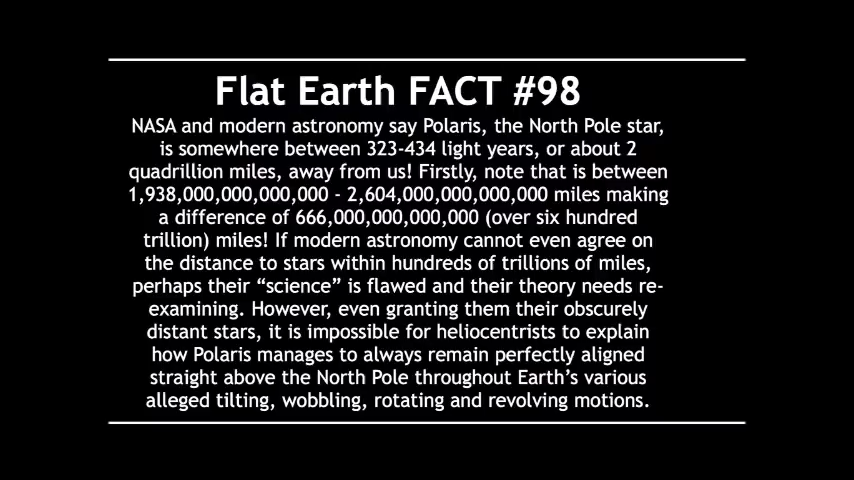 Flat Earth FACT #98
NASA and modern astronomy say Polaris, the North Pole star,
is somewhere between 323-434 light years, or about 2
quadrillion miles, away from us! Firstly, note that is between
1,938,000,000,000,000 - 2,604,000,000,000,000 miles making
a difference of 666,000,000,000,000 (over six hundred
trillion) miles! If modern astronomy cannot even agree on
the distance to stars within hundreds of trillions of miles,
perhaps their “science” is flawed and their theory needs re-
examining. However, even granting them their obscurely
distant stars, it is impossible for heliocentrists to explain
how Polaris manages to always remain perfectly aligned
straight above the North Pole throughout Earth’s various
alleged tilting, wobbling, rotating and revolving motions.